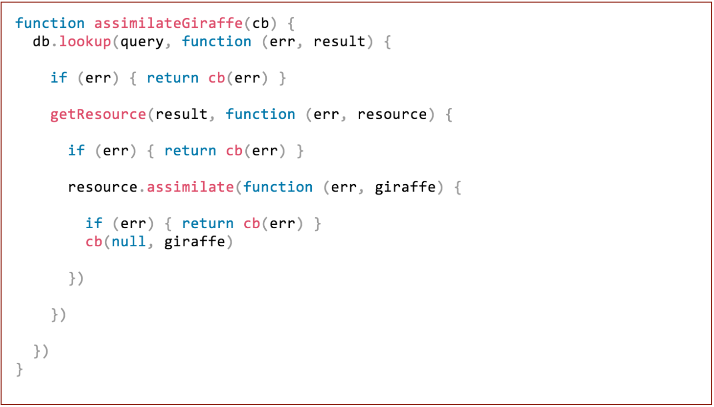 function assimilateGiraffe(cb) {
  db.lookup(query, function (err, result) {
    if (err) { return cb(err) }
    getResource(result, function (err, resource) {
      if (err) { return cb(err) }
      resource.assimilate(function (err, giraffe) {
        if (err) { return cb(err) }
        cb(null, giraffe)
      })
    })
  })
}